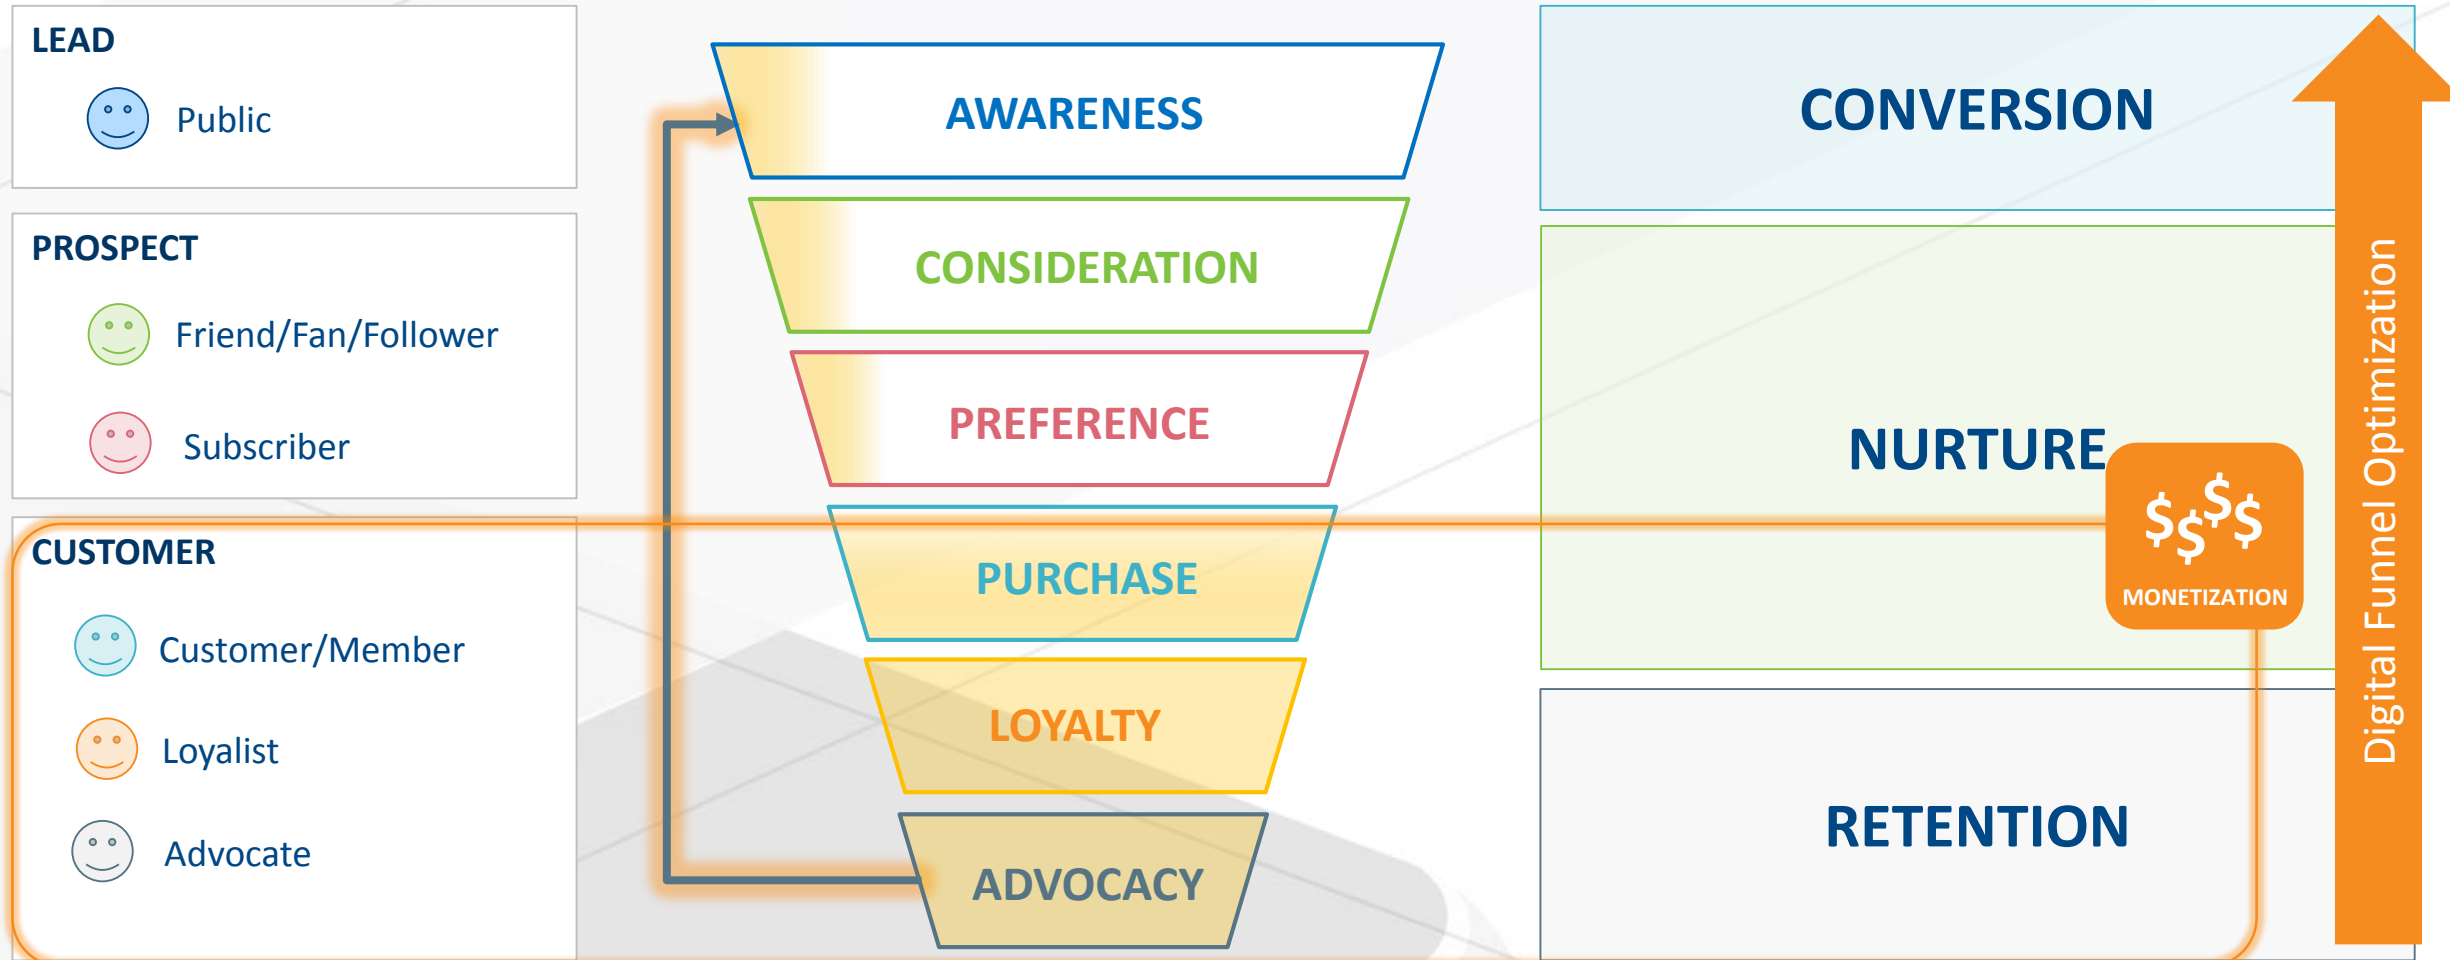 LEAD
Public
PROSPECT
Friend/Fan/Follower
Subscriber
CUSTOMER
Customer/Member
Loyalist
Advocate
AWARENESS
CONSIDERATION
PREFERENCE
PURCHASE
LOYALTY
ADVOCACY
CONVERSION
NURTURE
$$$$
MONETIZATION
RETENTION
Digital Funnel Optimization